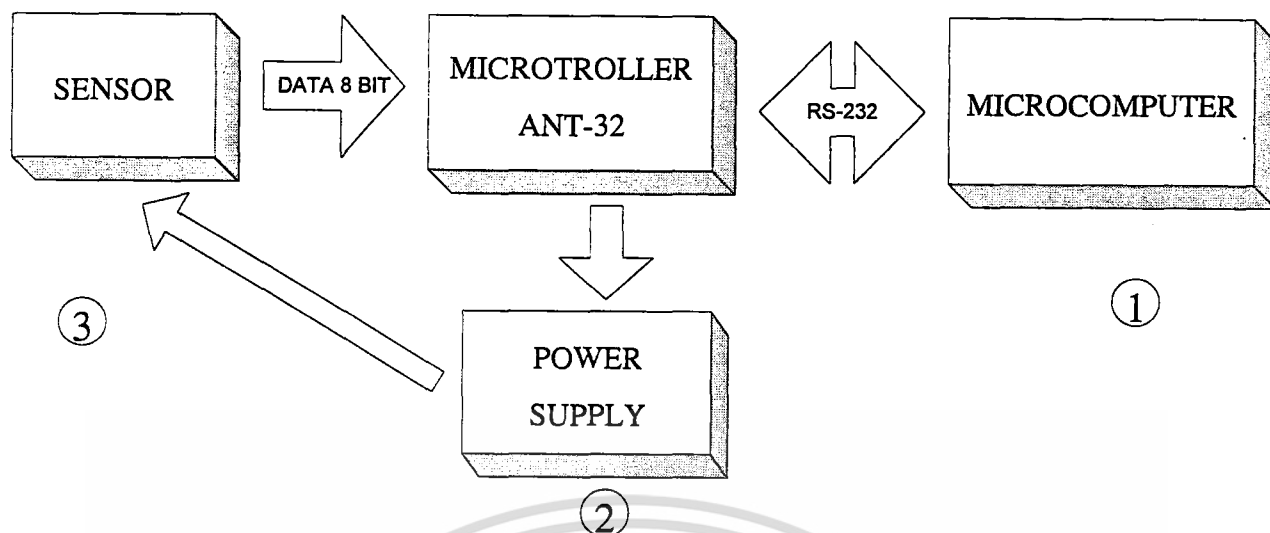 SENSOR
DATA 8 BIT
MICROTROLLER
ANT-32
RS-232
MICROCOMPUTER
3
1
POWER
SUPPLY
2